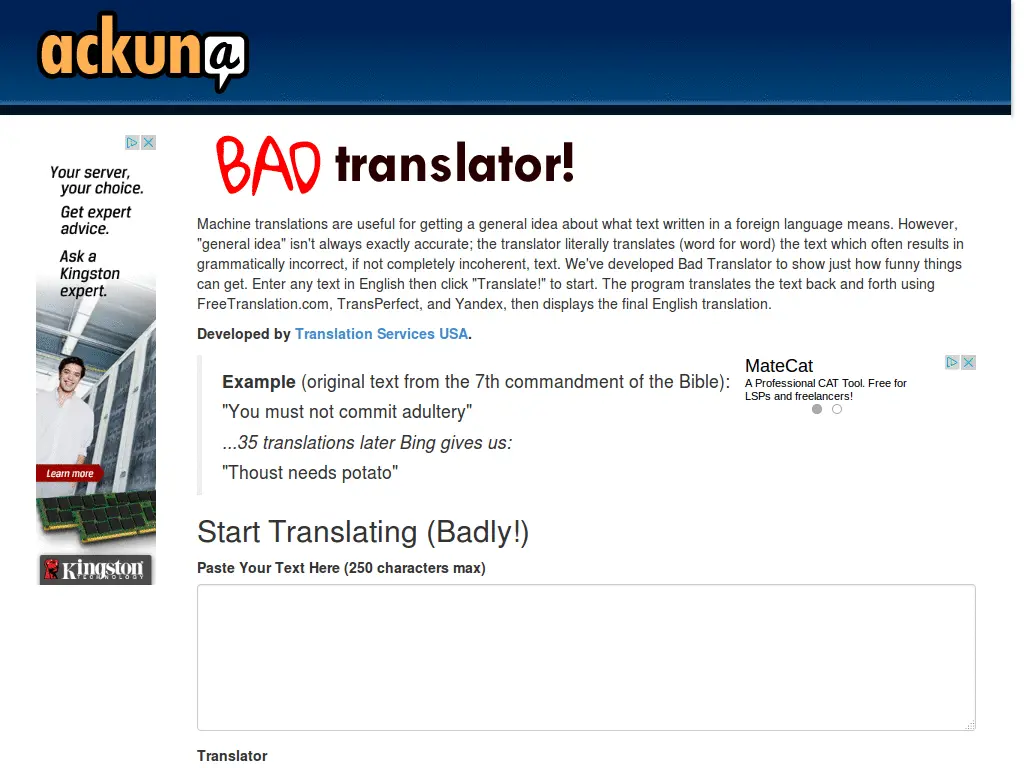 ackuna
Your server,
your choice.
Get expert
advice.
Ask a
Kingston
expert.
Learn more
Kingston
TECHNOLOGY
BAD translator!
Machine translations are useful for getting a general idea about what text written in a foreign language means. However,
"general idea" isn't always exactly accurate; the translator literally translates (word for word) the text which often results in
grammatically incorrect, if not completely incoherent, text. We've developed Bad Translator to show just how funny things
can get. Enter any text in English then click "Translate!" to start. The program translates the text back and forth using
FreeTranslation.com, TransPerfect, and Yandex, then displays the final English translation.
Developed by Translation Services USA.
Example (original text from the 7th commandment of the Bible):
"You must not commit adultery"
...35 translations later Bing gives us:
"Thoust needs potato"
MateCat
A Professional CAT Tool. Free for
LSPs and freelancers!
Start Translating (Badly!)
Paste Your Text Here (250 characters max)
Translator